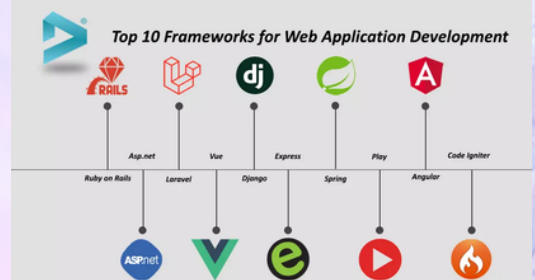 Top 10 Frameworks for Web Application Development
RAILS
dj
A
Asp.net
Vue
Express
Play
Code Igniter
Ruby on Rails
Laravel
Django
Spring
Angular
ASP.net
e